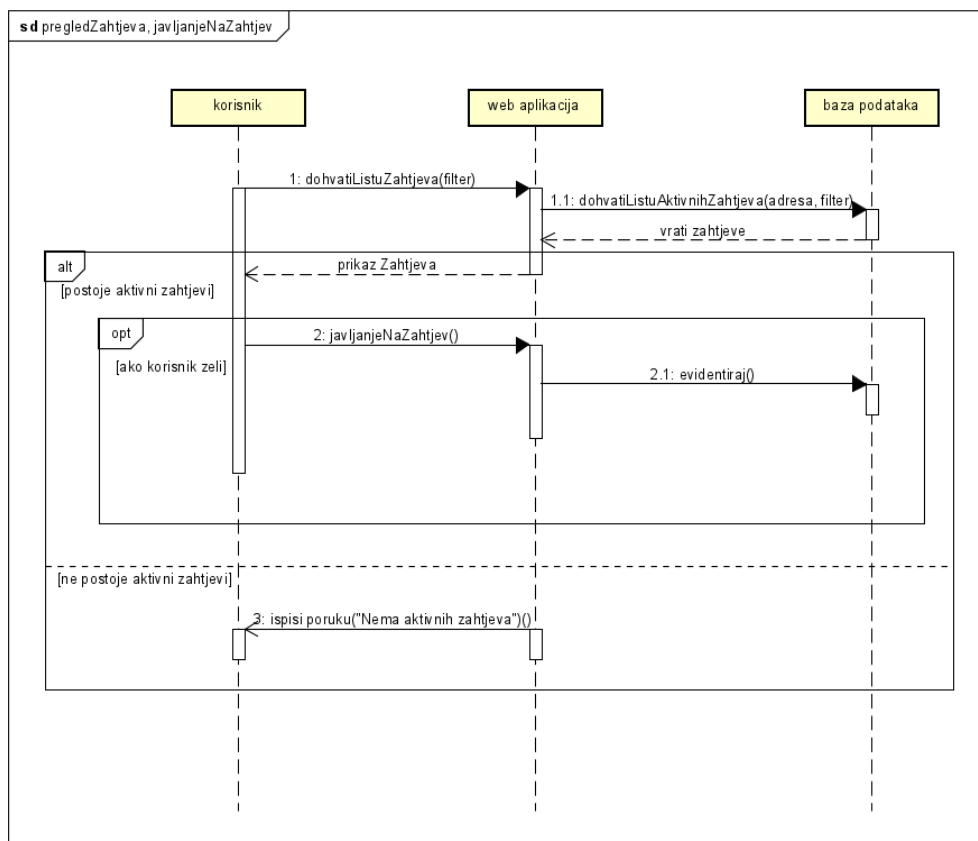 sd pregledZahtjeva, javljanjeNaZahtjev
korisnik
web aplikacija
baza podataka
1: dohvatiListuZahtjeva(filter)
1.1: dohvatiListuAktivnihZahtjeva(adresa, filter)
vrati zahtjeve
alt
prikaz Zahtjeva
[postoje aktivni zahtjevi]
opt
2: javljanjeNaZahtjev()
[ako korisnik zeli]
2.1: evidentiraj()
[ne postoje aktivni zahtjevi]
3: ispisi poruku("Nema aktivnih zahtjeva")()